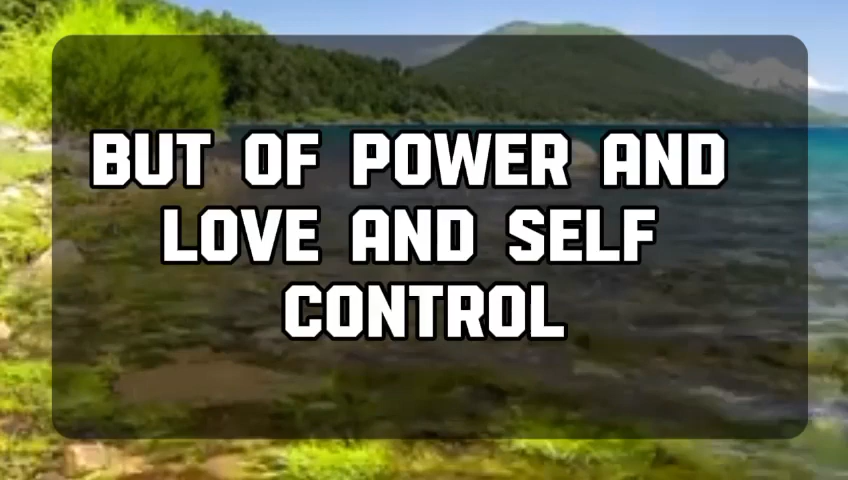 BUT OF POWER AND
LOVE AND SELF
CONTROL